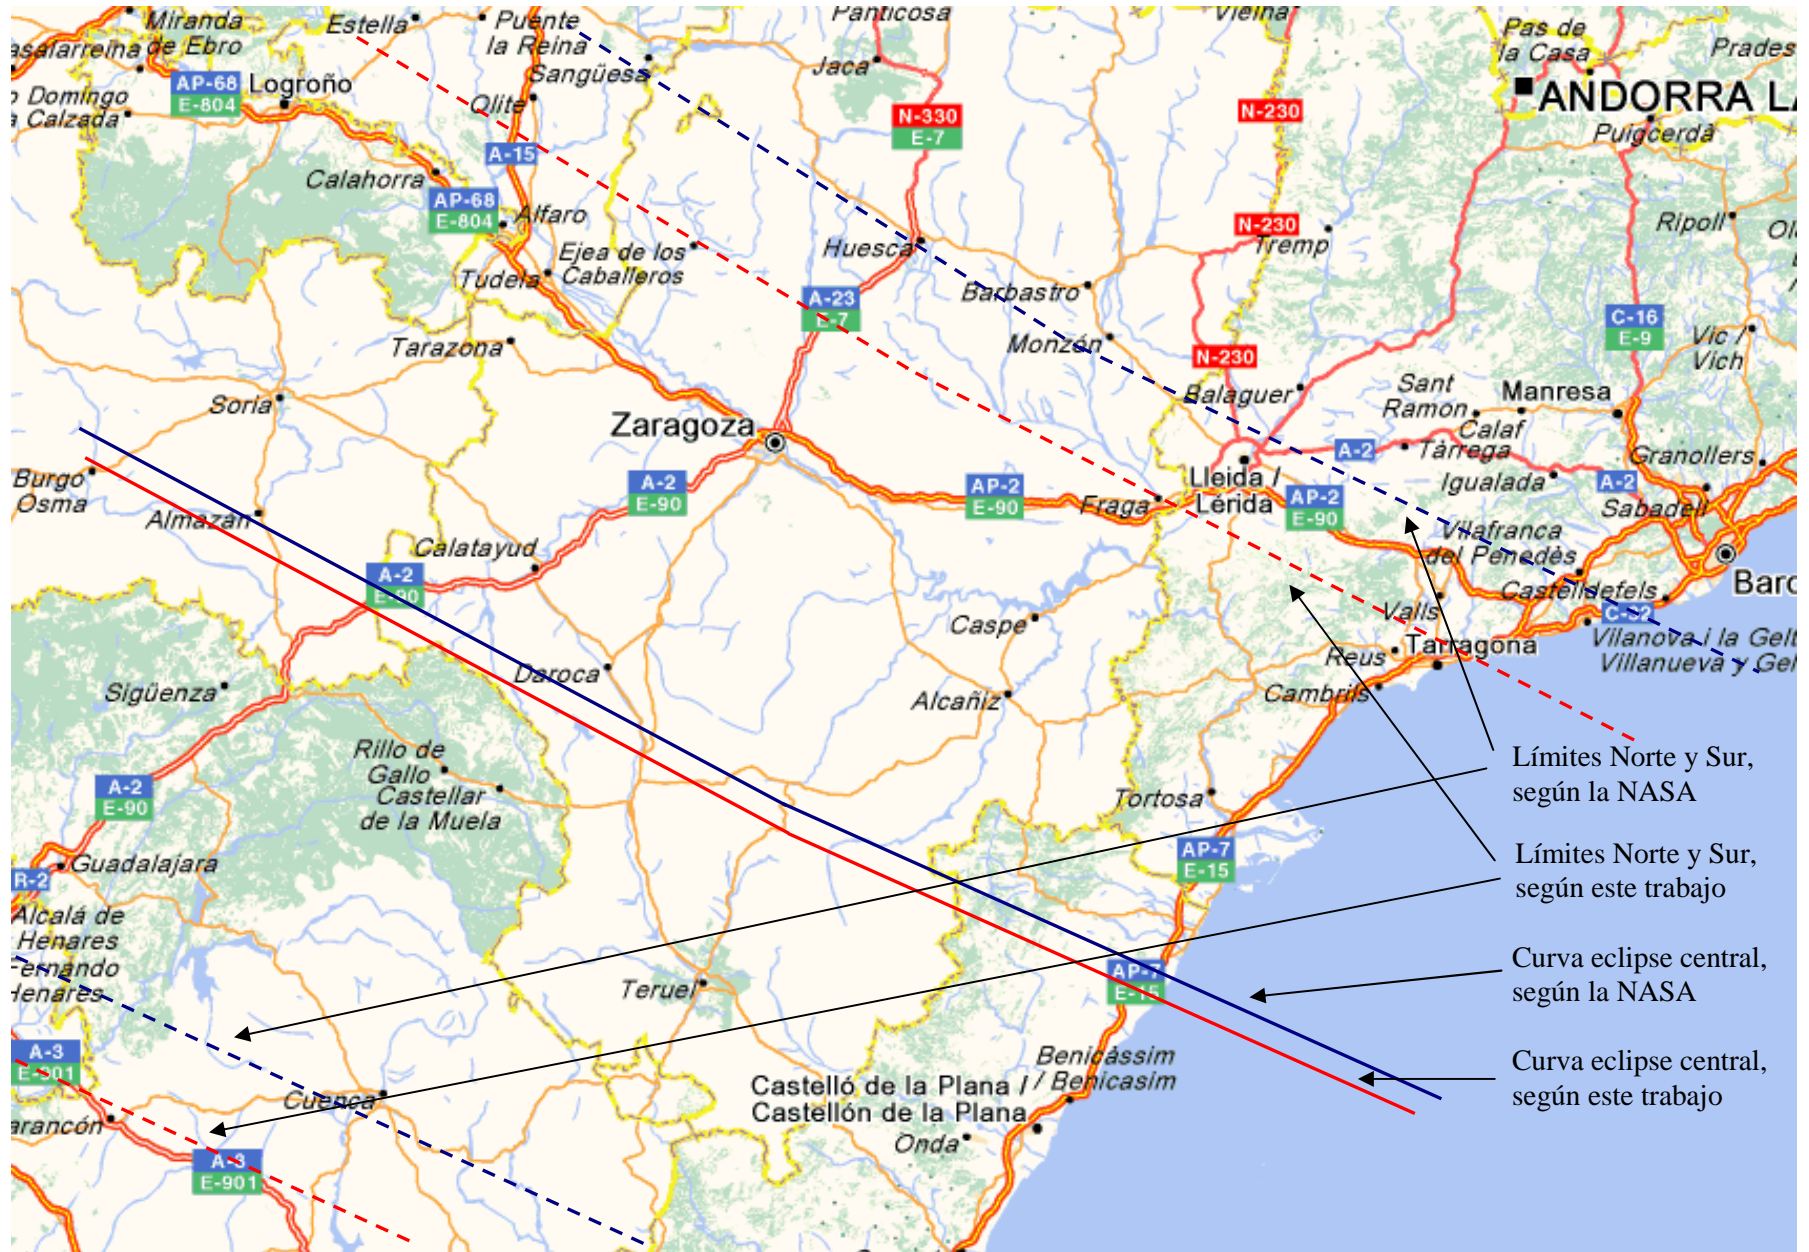 Miranda
de Ebro
Estella
Puente
la Reina
Sangüesa
Panticosa
Jaca
Pas de
la Casa
Prades
ANDORRA LA
Puigcerdà
AP-68
E-804
Logroño
Domingo
Calzada
Olite
A-15
N-330
E-7
N-230
Calahorra
AP-68
E-804
Alfaro
Ejea de los
Caballeros
Tudela
Huesca
N-230
Tremp
Ripoll
Barbastro
A-23
E-7
Monzón
C-16
E-9
Vic /
Vich
Tarazona
N-230
Balaguer
Sant
Ramon
Manresa
Calaf
Soria
Zaragoza
A-2
Tàrrega
Granollers
Burgo
Osma
A-2
E-90
AP-2
E-90
Fraga
Lleida /
Lerida
AP-2
E-90
Igualada
A-2
Sabadell
Almazán
Calatayud
Vilafranca
del Penedès
A-2
E-90
Castelldefels
Barc
C-32
Valls
Caspe
Vilanova i la Gelt
Villanueva y Gel
Reus
Tarragona
Daroca
Sigüenza
Alcañiz
Cambrils
Rillo de
Gallo
Castellar
de la Muela
A-2
E-90
Tortosa
Límites Norte y Sur,
según la NASA
Guadalajara
R-2
AP-7
E-15
Límites Norte y Sur,
según este trabajo
Alcalá de
Henares
Fernando
Henares
Teruel
AP-7
E-15
Curva eclipse central,
según la NASA
A-3
E-901
Cuenca
Benicàssim
/ Benicasim
Castelló de la Plana /
Castellón de la Plana
Onda
Curva eclipse central,
según este trabajo
arancón
A-3
E-901